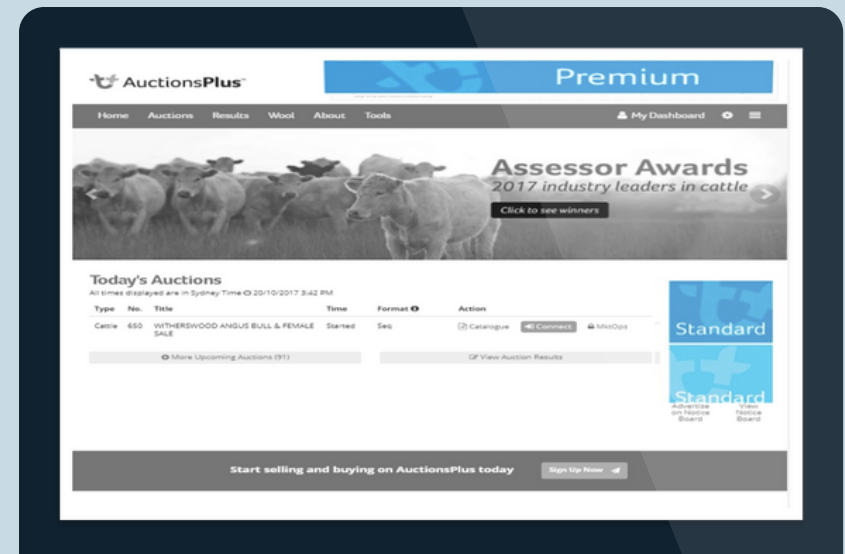 AuctionsPlus
Premium
Home Auctions Results Wool About Tools My Dashboard
Assessor Awards
2017 industry leaders in cattle
Click to see winners
Today's Auctions
All times displayed are in Sydney Time 20/10/2017 3:42 PM
Type No. Title Time Format Action
Cattle 650 WITHERSWOOD ANGUS BULL & FEMALE SALE Started Seq Catalogue Connect MktOps
More Upcoming Auctions (91) View Auction Results
Standard
Standard
Advertise on Notice Board
View Notice Board
Start selling and buying on AuctionsPlus today Sign Up Now